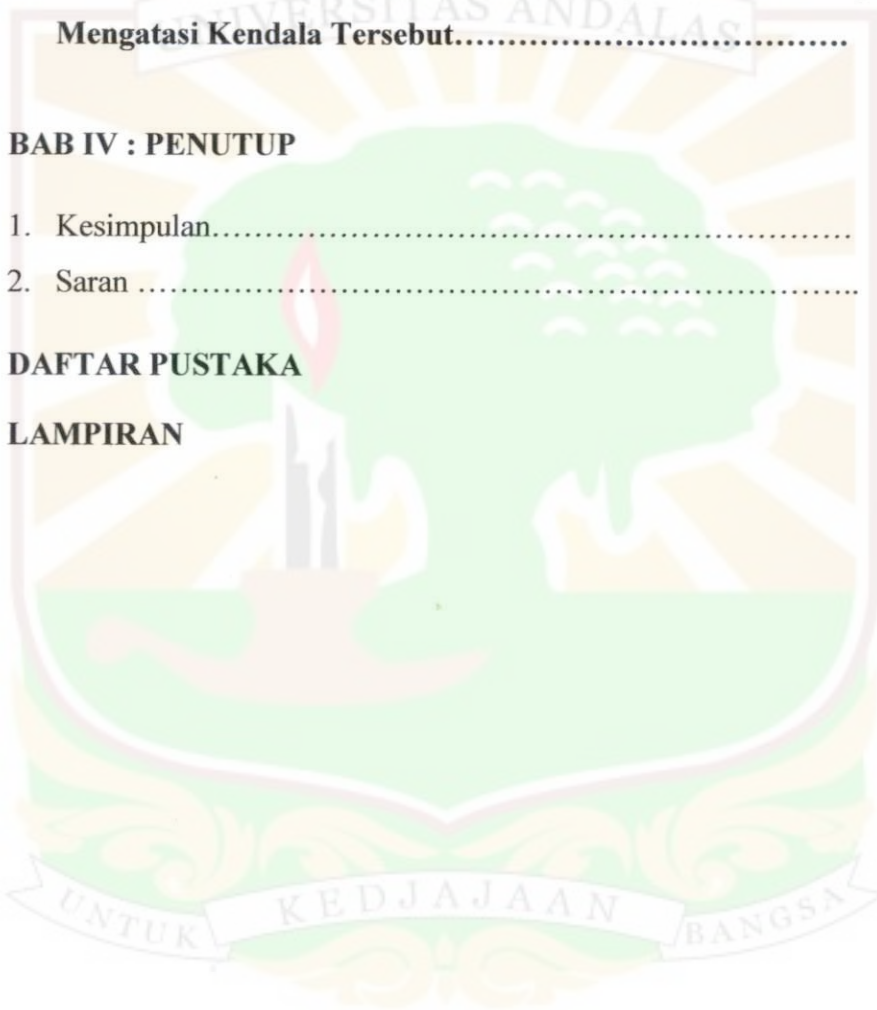 UNIVERSITAS ANDALAS
Mengatasi Kendala Tersebut……………………………….
BAB IV : PENUTUP
1. Kesimpulan……………………………………………………
2. Saran …………………………………………………………..
DAFTAR PUSTAKA
LAMPIRAN
UNTUK KEDJAJAAN BANGSA